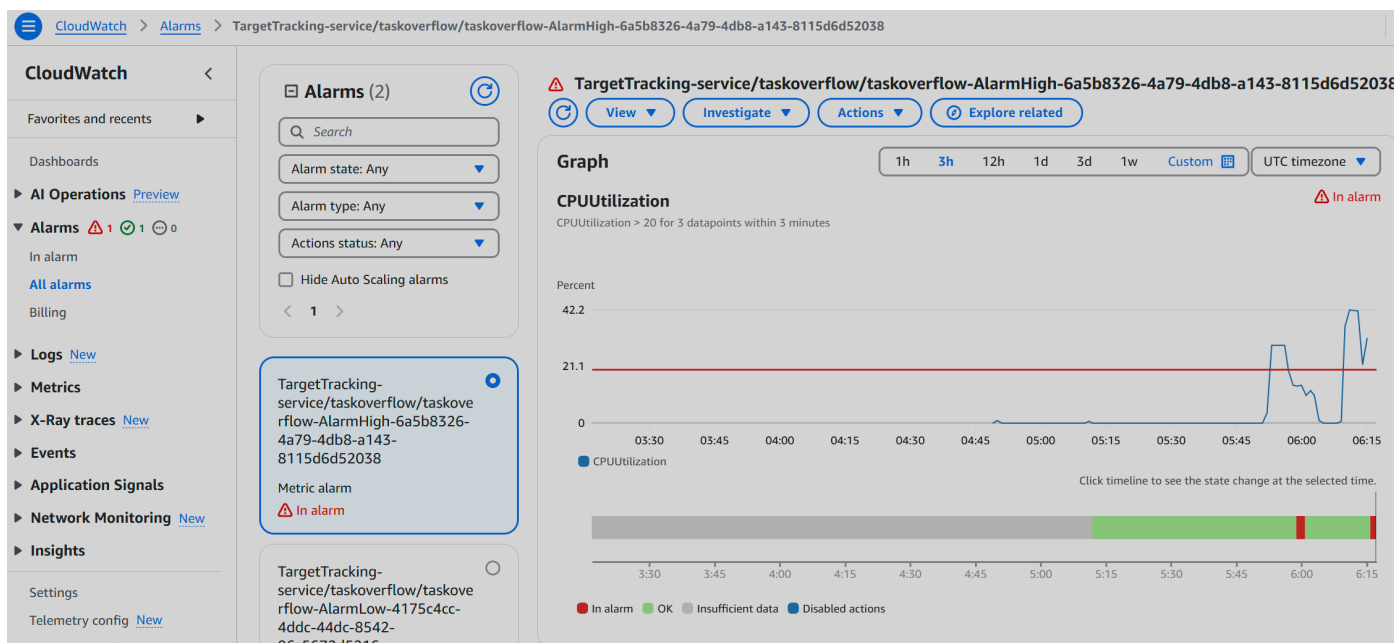 CloudWatch > Alarms > TargetTracking-service/taskoverflow/taskoverflow-AlarmHigh-6a5b8326-4a79-4db8-a143-8115d6d52038
CloudWatch
Favorites and recents
Dashboards
AI Operations Preview
Alarms 1 1 0
In alarm
All alarms
Billing
Logs New
Metrics
X-Ray traces New
Events
Application Signals
Network Monitoring New
Insights
Settings
Telemetry config New
Alarms (2)
Search
Alarm state: Any
Alarm type: Any
Actions status: Any
Hide Auto Scaling alarms
1
TargetTracking-
service/taskoverflow/taskove
rflow-AlarmHigh-6a5b8326-
4a79-4db8-a143-
8115d6d52038
Metric alarm
In alarm
TargetTracking-
service/taskoverflow/taskove
rflow-AlarmLow-4175c4cc-
4ddc-44dc-8542-
TargetTracking-service/taskoverflow/taskoverflow-AlarmHigh-6a5b8326-4a79-4db8-a143-8115d6d52038
View Investigate Actions Explore related
Graph
1h 3h 12h 1d 3d 1w Custom UTC timezone
CPUUtilization
In alarm
CPUUtilization > 20 for 3 datapoints within 3 minutes
Percent
42.2
21.1
0
03:30 03:45 04:00 04:15 04:30 04:45 05:00 05:15 05:30 05:45 06:00 06:15
CPUUtilization
Click timeline to see the state change at the selected time.
3:30 3:45 4:00 4:15 4:30 4:45 5:00 5:15 5:30 5:45 6:00 6:15
In alarm OK Insufficient data Disabled actions